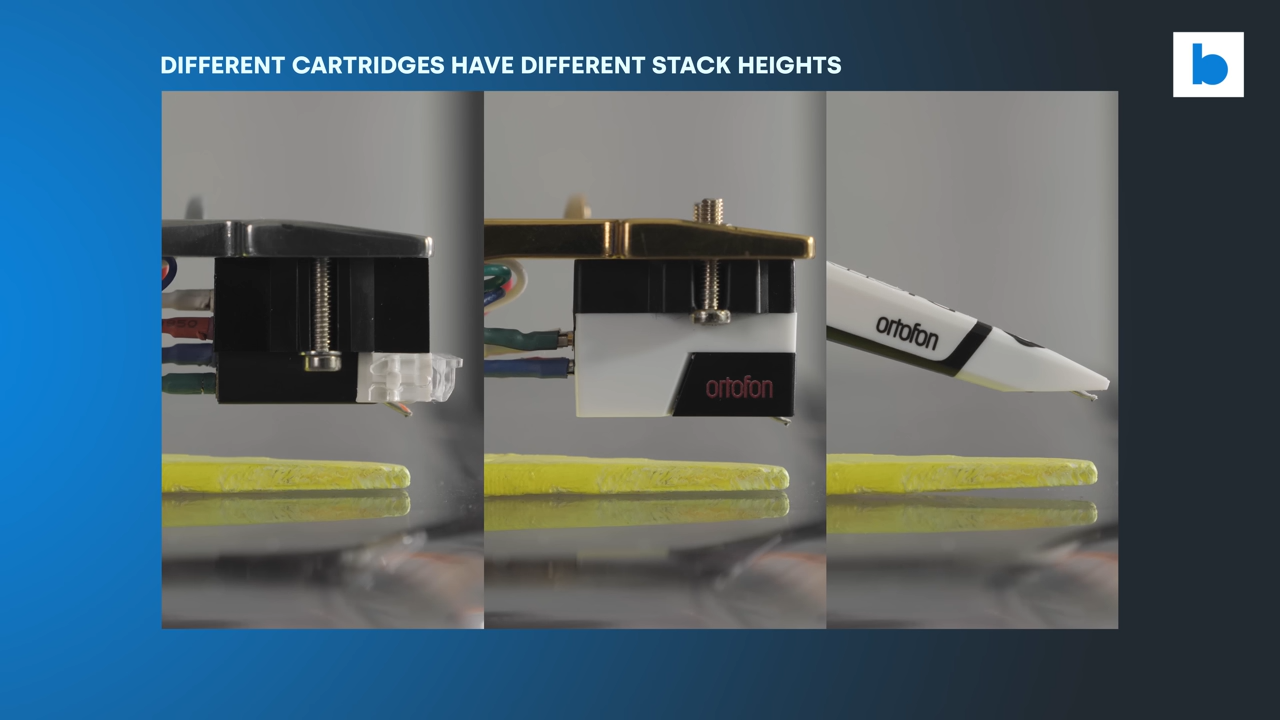 DIFFERENT CARTRIDGES HAVE DIFFERENT STACK HEIGHTS
b
ortofon
ortofon